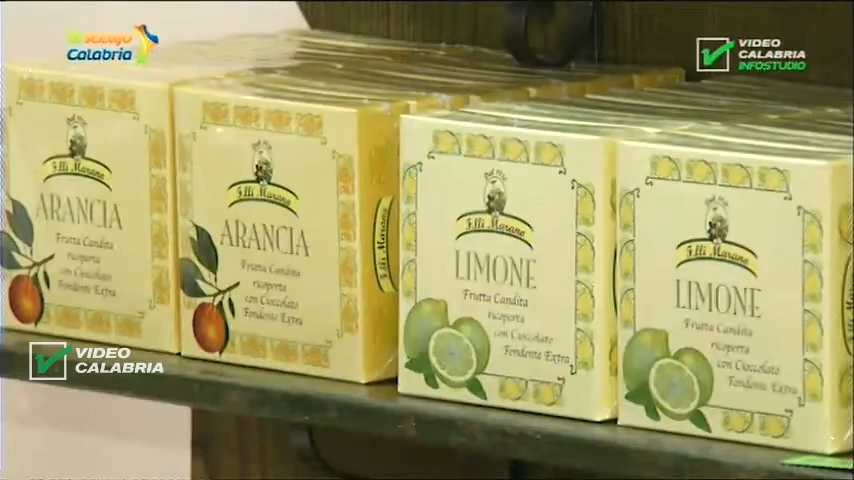 ioscelgo
Calabria
VIDEO
CALABRIA
INFOSTUDIO
F.lli Marano
ARANCIA
Frutta Candita
ricoperta
con Cioccolato
Fondente Extra
F.lli Marano
ARANCIA
Frutta Candita
ricoperta
con Cioccolato
Fondente Extra
F.lli Marano
F.lli Marano
LIMONE
Frutta Candita
ricoperta
con Cioccolato
Fondente Extra
F.lli Marano
LIMONE
Frutta Candita
ricoperta
con Cioccolato
Fondente Extra
VIDEO
CALABRIA